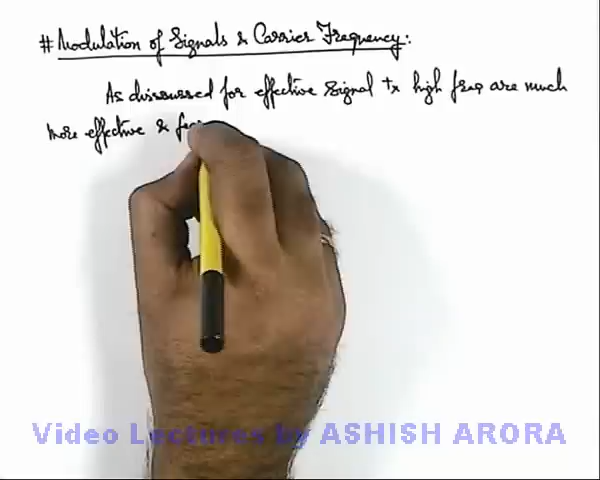 # Modulation of Signals & Carrier Frequency:
As disscussed for effective signal tx high freq are much
more effective &
Video Lectures by ASHISH ARORA